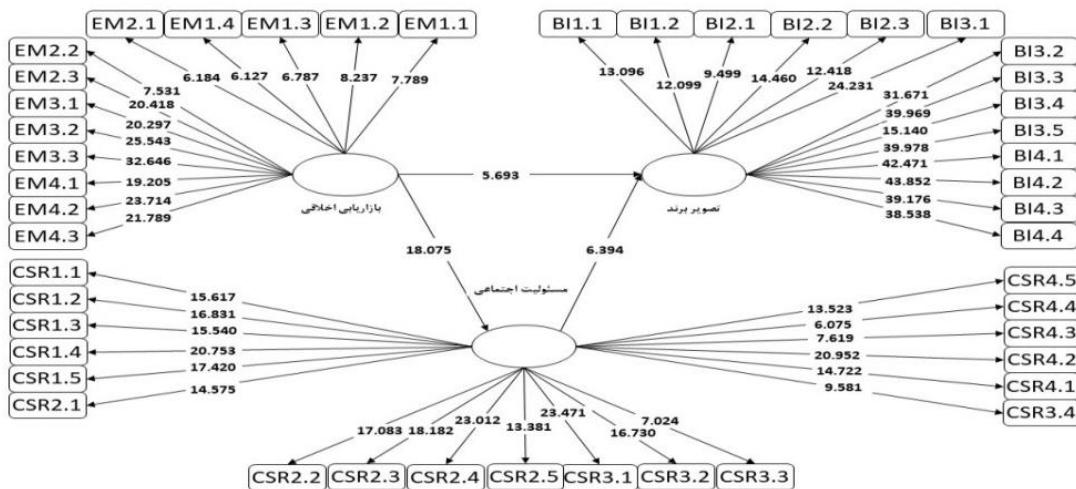 EM2.1 EM1.4 EM1.3 EM1.2 EM1.1 BI1.1 BI1.2 BI2.1 BI2.2 BI2.3 BI3.1
6.184 6.127 6.787 8.237 7.789 13.096 12.099 9.499 14.460 12.418 24.231
EM2.2 7.531
EM2.3 20.418
EM3.1 20.297
EM3.2 25.543
EM3.3 32.646
EM4.1 19.205
EM4.2 23.714
EM4.3 21.789
31.671 BI3.2
39.969 BI3.3
15.140 BI3.4
39.978 BI3.5
42.471 BI4.1
43.852 BI4.2
39.176 BI4.3
38.538 BI4.4
5.693
بازاریابی اخلاقی
تصویر برند
18.075 6.394
مسئولیت اجتماعی
CSR1.1 15.617
CSR1.2 16.831
CSR1.3 15.540
CSR1.4 20.753
CSR1.5 17.420
CSR2.1 14.575
13.523 CSR4.5
6.075 CSR4.4
7.619 CSR4.3
20.952 CSR4.2
14.722 CSR4.1
9.581 CSR3.4
17.083 18.182 23.012 13.381 23.471 16.730 7.024
CSR2.2 CSR2.3 CSR2.4 CSR2.5 CSR3.1 CSR3.2 CSR3.3